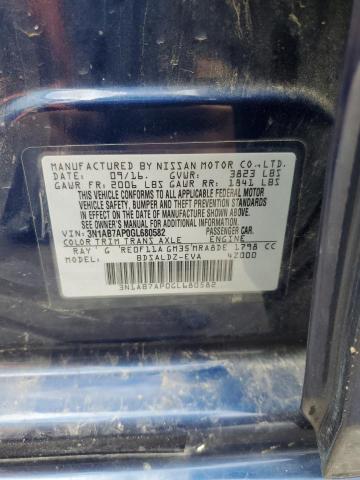 MANUFACTURED BY NISSAN MOTOR CO.,LTD.
DATE: 09/16. GVWR: 3823 LBS
GAWR FR: 2006 LBS GAWR RR: 1841 LBS
THIS VEHICLE CONFORMS TO ALL APPLICABLE FEDERAL MOTOR
VEHICLE SAFETY, BUMPER AND THEFT PREVENTION STANDARDS
IN EFFECT ON THE DATE OF MANUFACTURE SHOWN ABOVE.
SEE OWNER'S MANUAL FOR ADDITIONAL INFORMATION.
VIN: 3N1AB7AP0GL680582 PASSENGER CAR.
COLOR TRIM TRANS AXLE ENGINE
RAY G RE0F11A GM35 MRA8DE 1798 CC
MODEL: BDSALDZ-EVA 42000
3N1AB7AP0GL680582